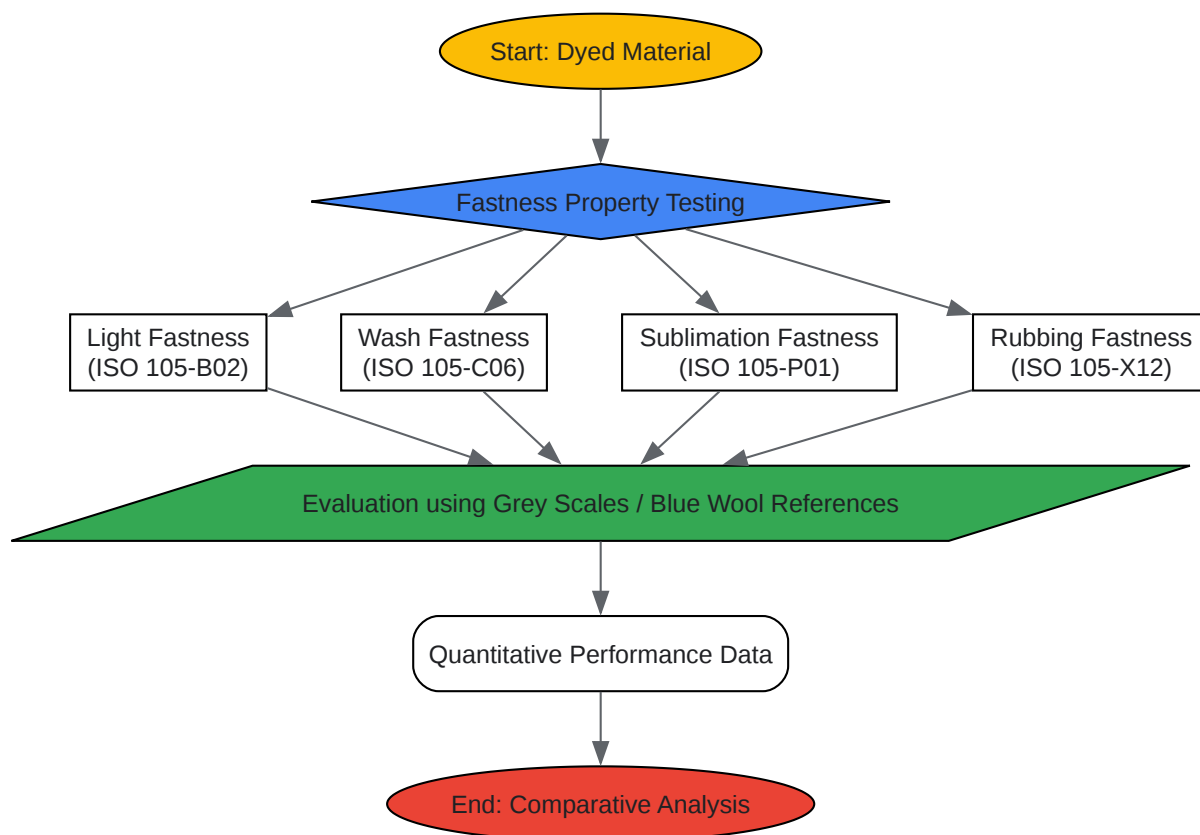 Start: Dyed Material
Fastness Property Testing
Light Fastness
(ISO 105-B02)
Wash Fastness
(ISO 105-C06)
Sublimation Fastness
(ISO 105-P01)
Rubbing Fastness
(ISO 105-X12)
Evaluation using Grey Scales / Blue Wool References
Quantitative Performance Data
End: Comparative Analysis